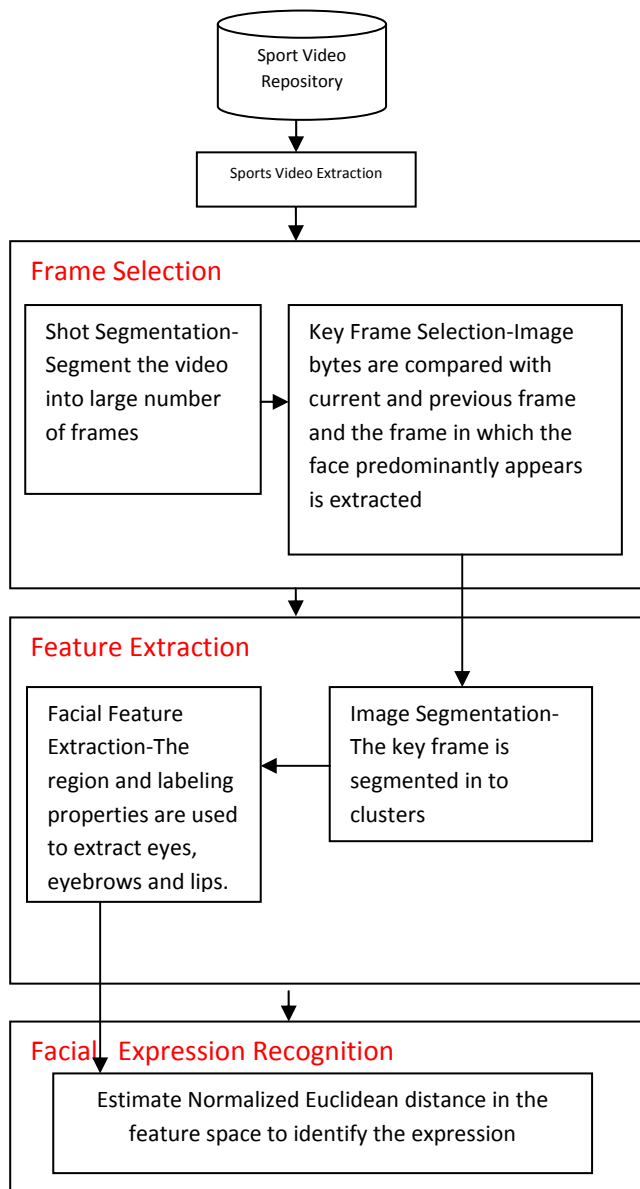 Sport Video
Repository
Sports Video Extraction
Frame Selection
Shot Segmentation-
Segment the video
into large number
of frames
Key Frame Selection-Image
bytes are compared with
current and previous frame
and the frame in which the
face predominantly appears
is extracted
Feature Extraction
Image Segmentation-
The key frame is
segmented in to
clusters
Facial Feature
Extraction-The
region and labeling
properties are used
to extract eyes,
eyebrows and lips.
Facial Expression Recognition
Estimate Normalized Euclidean distance in the
feature space to identify the expression